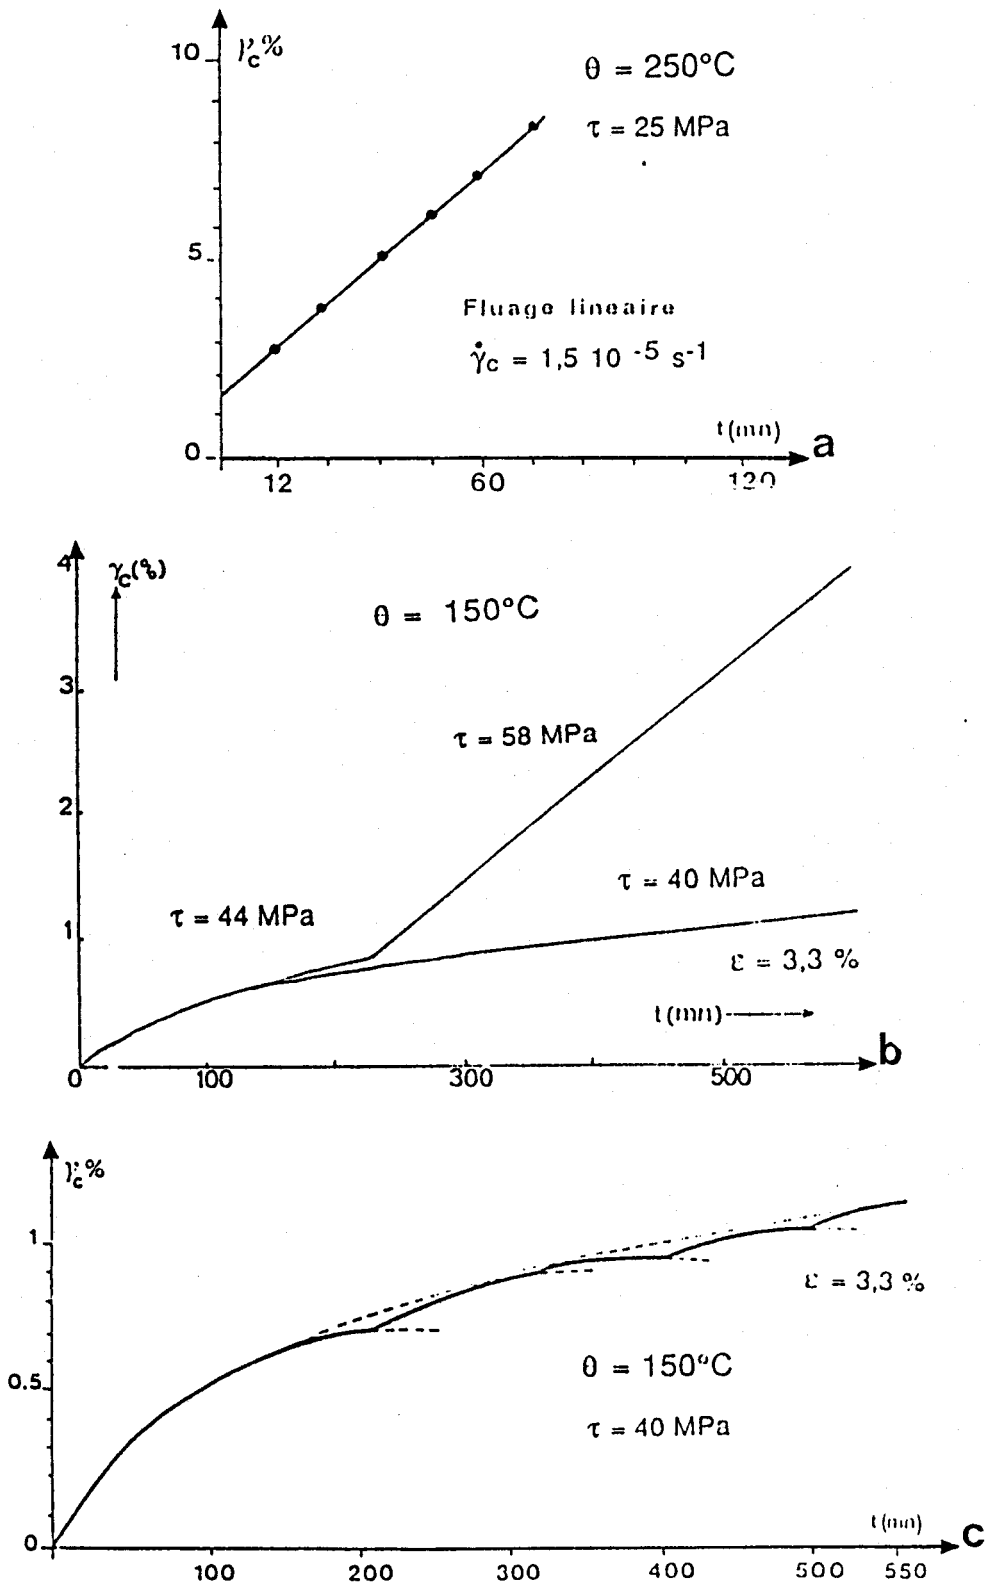 γc%
10
5
0
θ = 250°C
τ = 25 MPa
Fluage lineaire
γ̇c = 1,5 10 -5 s-1
t(mn)
a
12
60
120
4
3
2
1
0
γc(%)
θ = 150°C
τ = 58 MPa
τ = 44 MPa
τ = 40 MPa
ε = 3,3 %
t(mn)
b
100
300
500
γc%
1
0.5
0
ε = 3,3 %
θ = 150°C
τ = 40 MPa
t(mn)
c
100
200
300
400
500
550